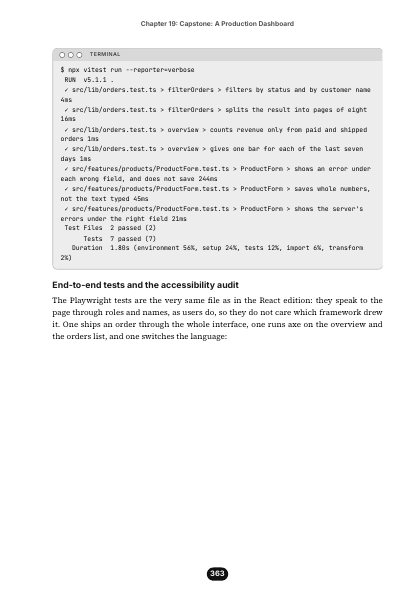 Chapter 19: Capstone: A Production Dashboard
TERMINAL
$ npx vitest run --reporter=verbose
RUN v5.1.1 .
✓ src/lib/orders.test.ts > filterOrders > filters by status and by customer name
4ms
✓ src/lib/orders.test.ts > filterOrders > splits the result into pages of eight
16ms
✓ src/lib/orders.test.ts > overview > counts revenue only from paid and shipped
orders 1ms
✓ src/lib/orders.test.ts > overview > gives one bar for each of the last seven
days 1ms
✓ src/features/products/ProductForm.test.ts > ProductForm > shows an error under
each wrong field, and does not save 244ms
✓ src/features/products/ProductForm.test.ts > ProductForm > saves whole numbers,
not the text typed 45ms
✓ src/features/products/ProductForm.test.ts > ProductForm > shows the server's
errors under the right field 21ms
Test Files 2 passed (2)
Tests 7 passed (7)
Duration 1.80s (environment 56%, setup 24%, tests 12%, import 6%, transform
2%)
End-to-end tests and the accessibility audit
The Playwright tests are the very same file as in the React edition: they speak to the
page through roles and names, as users do, so they do not care which framework drew
it. One ships an order through the whole interface, one runs axe on the overview and
the orders list, and one switches the language:
363